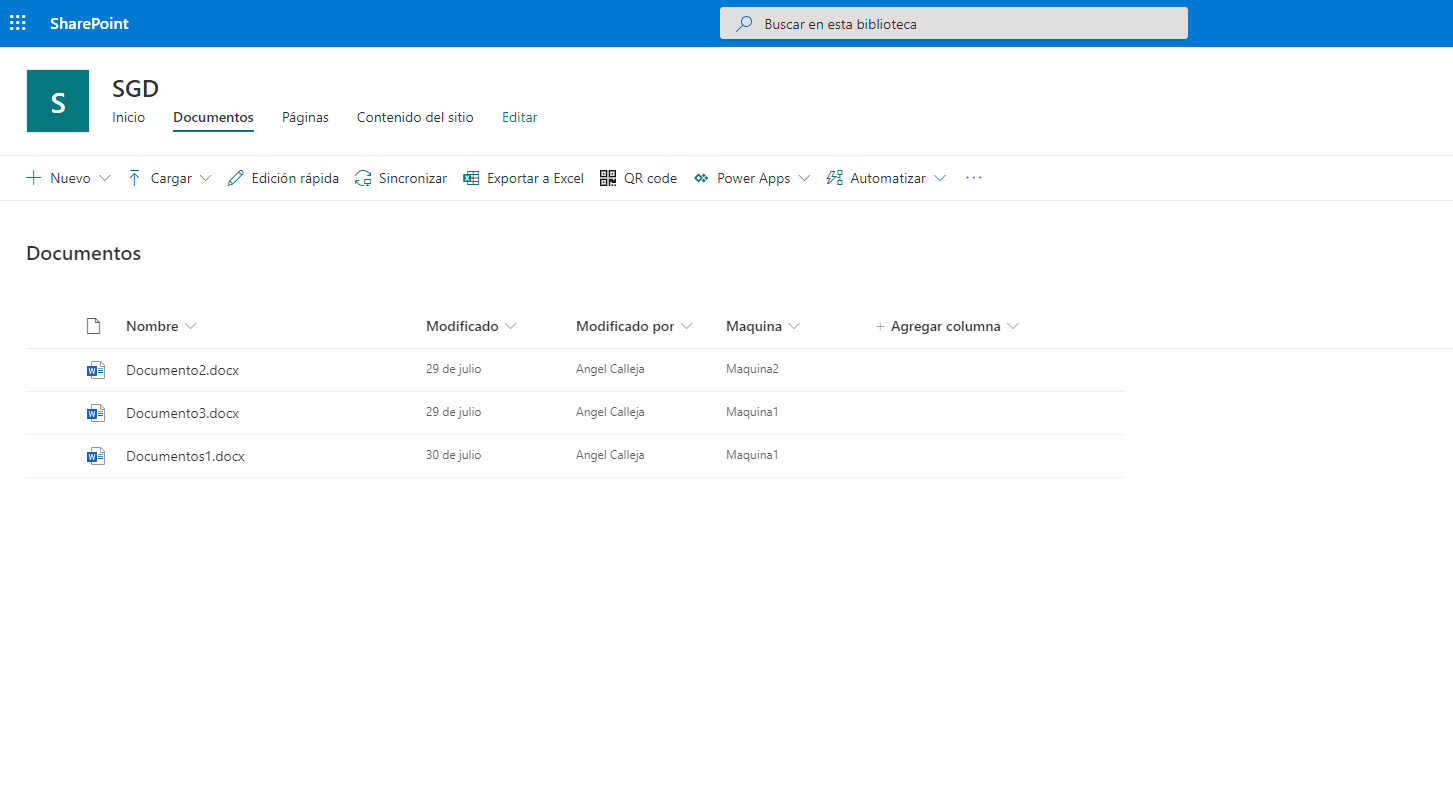 SharePoint
Buscar en esta biblioteca
S
SGD
Inicio Documentos Páginas Contenido del sitio Editar
Nuevo Cargar Edición rápida Sincronizar Exportar a Excel QR code Power Apps Automatizar ...
Documentos
Nombre Modificado Modificado por Maquina + Agregar columna
Documento2.docx 29 de julio Angel Calleja Maquina2
Documento3.docx 29 de julio Angel Calleja Maquina1
Documentos1.docx 30 de julio Angel Calleja Maquina1